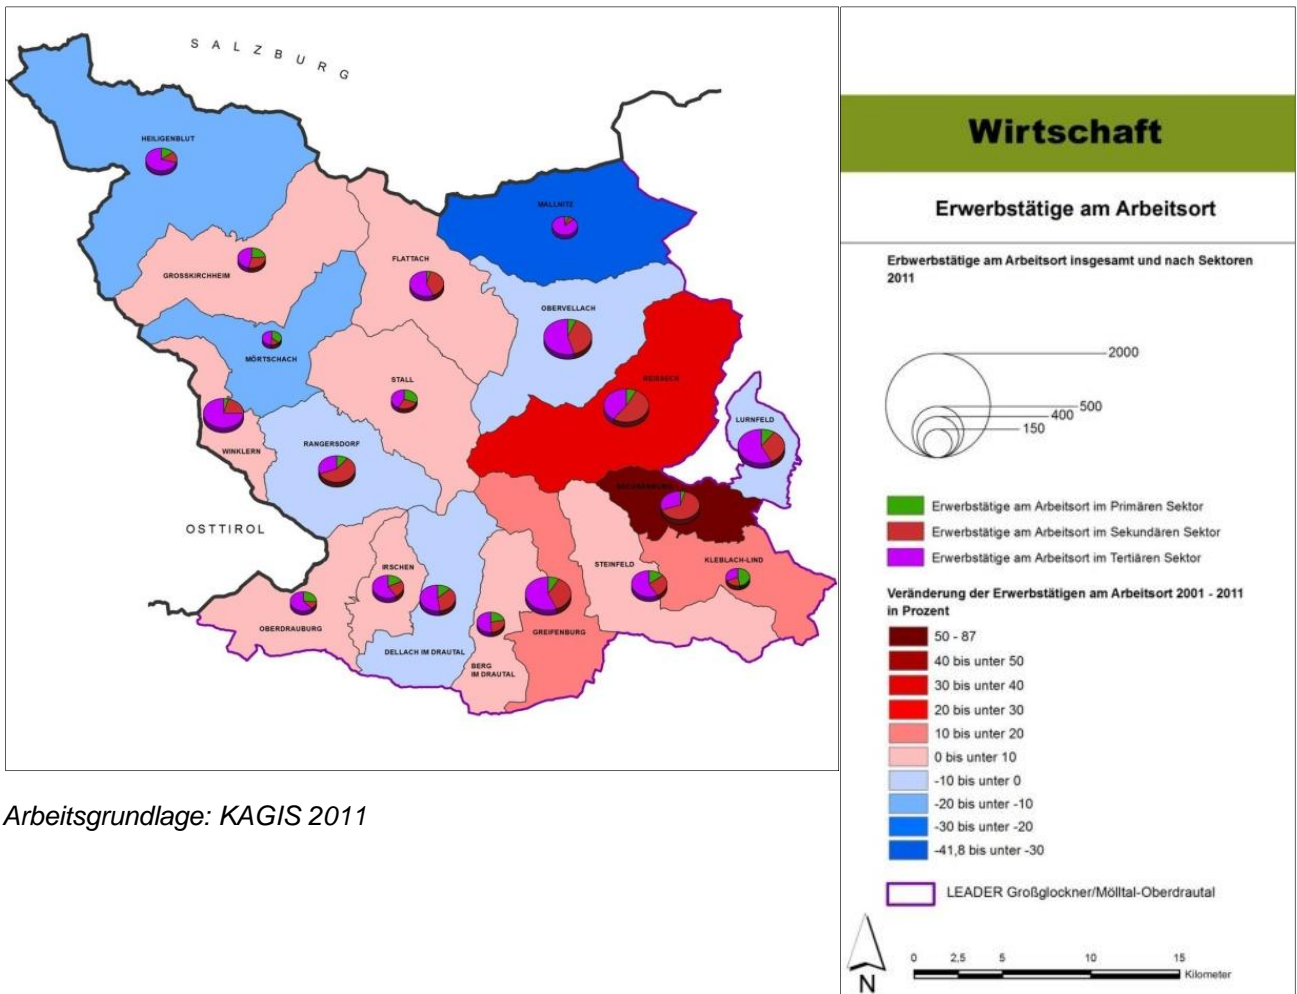 SALZBURG
HEILIGENBLUT
MALLNITZ
GROSSKIRCHHEIM
FLATTACH
OBERVELLACH
MÖRTSCHACH
STALL
REISSECK
LURNFELD
WINKLERN
RANGERSDORF
SACHSENBURG
OSTTIROL
IRSCHEN
STEINFELD
KLEBLACH-LIND
OBERDRAUBURG
GREIFENBURG
DELLACH IM DRAUTAL
BERG
IM DRAUTAL
Arbeitsgrundlage: KAGIS 2011
Wirtschaft
Erwerbstätige am Arbeitsort
Erbwerbstätige am Arbeitsort insgesamt und nach Sektoren
2011
2000
500
400
150
Erwerbstätige am Arbeitsort im Primären Sektor
Erwerbstätige am Arbeitsort im Sekundären Sektor
Erwerbstätige am Arbeitsort im Tertiären Sektor
Veränderung der Erwerbstätigen am Arbeitsort 2001 - 2011
in Prozent
50 - 87
40 bis unter 50
30 bis unter 40
20 bis unter 30
10 bis unter 20
0 bis unter 10
-10 bis unter 0
-20 bis unter -10
-30 bis unter -20
-41,8 bis unter -30
LEADER Großglockner/Mölltal-Oberdrautal
N
0 2,5 5 10 15
Kilometer